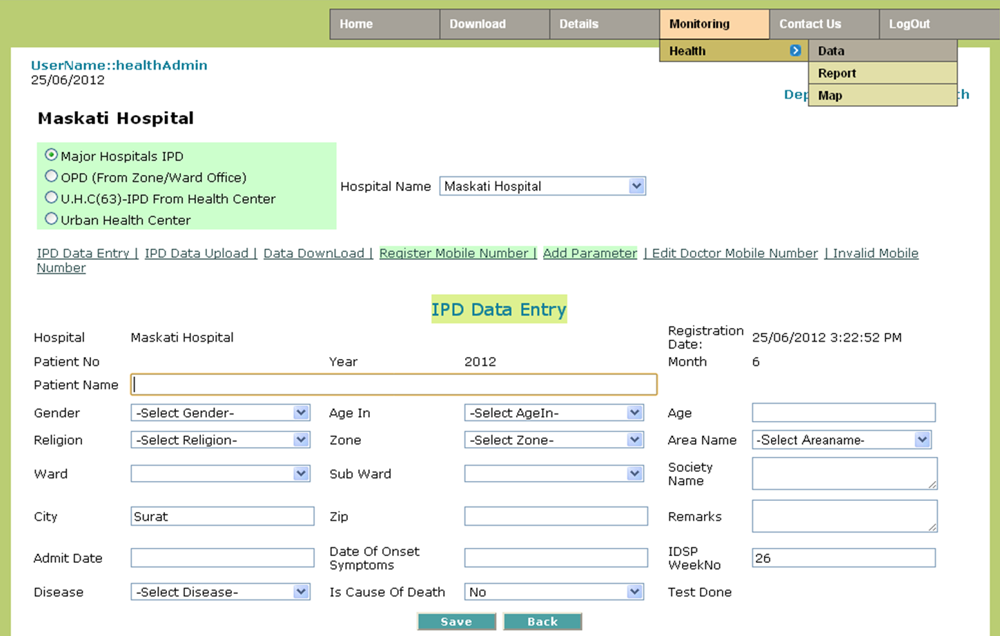 Home Download Details Monitoring Contact Us LogOut
Health Data
Report
Map
UserName::healthAdmin
25/06/2012
Maskati Hospital
Major Hospitals IPD
OPD (From Zone/Ward Office)
U.H.C(63)-IPD From Health Center
Urban Health Center
Hospital Name Maskati Hospital
IPD Data Entry | IPD Data Upload | Data DownLoad | Register Mobile Number | Add Parameter | Edit Doctor Mobile Number | Invalid Mobile
Number
IPD Data Entry
Hospital Maskati Hospital Registration Date: 25/06/2012 3:22:52 PM
Patient No Year 2012 Month 6
Patient Name
Gender -Select Gender- Age In -Select AgeIn- Age
Religion -Select Religion- Zone -Select Zone- Area Name -Select Areaname-
Ward Sub Ward Society Name
City Surat Zip Remarks
Admit Date Date Of Onset Symptoms IDSP WeekNo 26
Disease -Select Disease- Is Cause Of Death No Test Done
Save Back